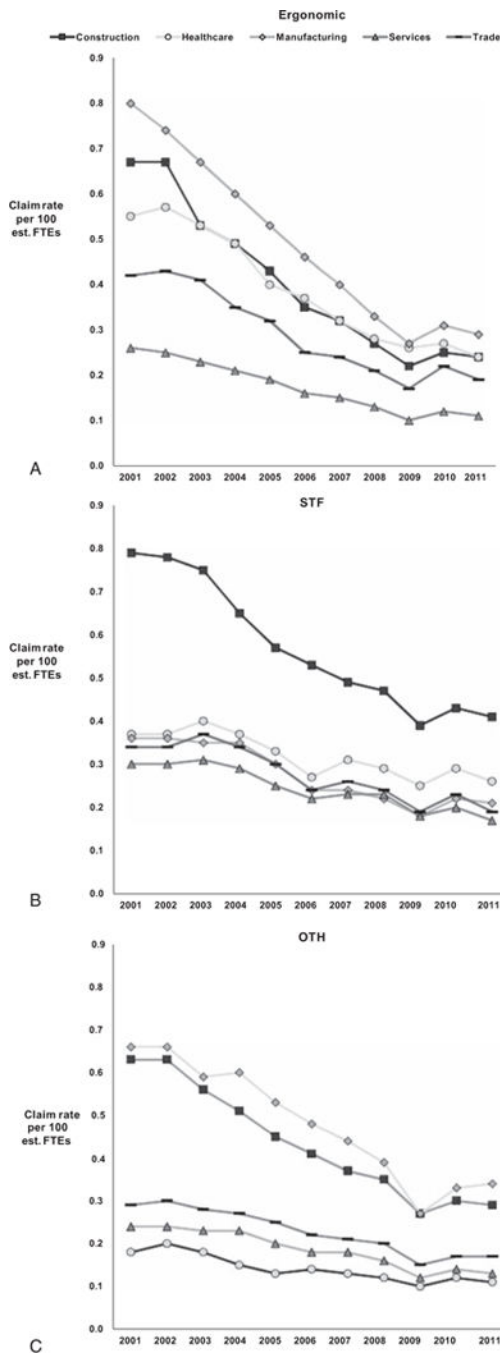 Ergonomic
Construction Healthcare Manufacturing Services Trade
0.9
0.8
0.7
0.6
0.5
0.4
0.3
0.2
0.1
0.0
Claim rate
per 100
est. FTEs
A
2001 2002 2003 2004 2005 2006 2007 2008 2009 2010 2011
STF
0.9
0.8
0.7
0.6
0.5
0.4
0.3
0.2
0.1
0.0
Claim rate
per 100
est. FTEs
B
2001 2002 2003 2004 2005 2006 2007 2008 2009 2010 2011
OTH
0.9
0.8
0.7
0.6
0.5
0.4
0.3
0.2
0.1
0.0
Claim rate
per 100
est. FTEs
C
2001 2002 2003 2004 2005 2006 2007 2008 2009 2010 2011